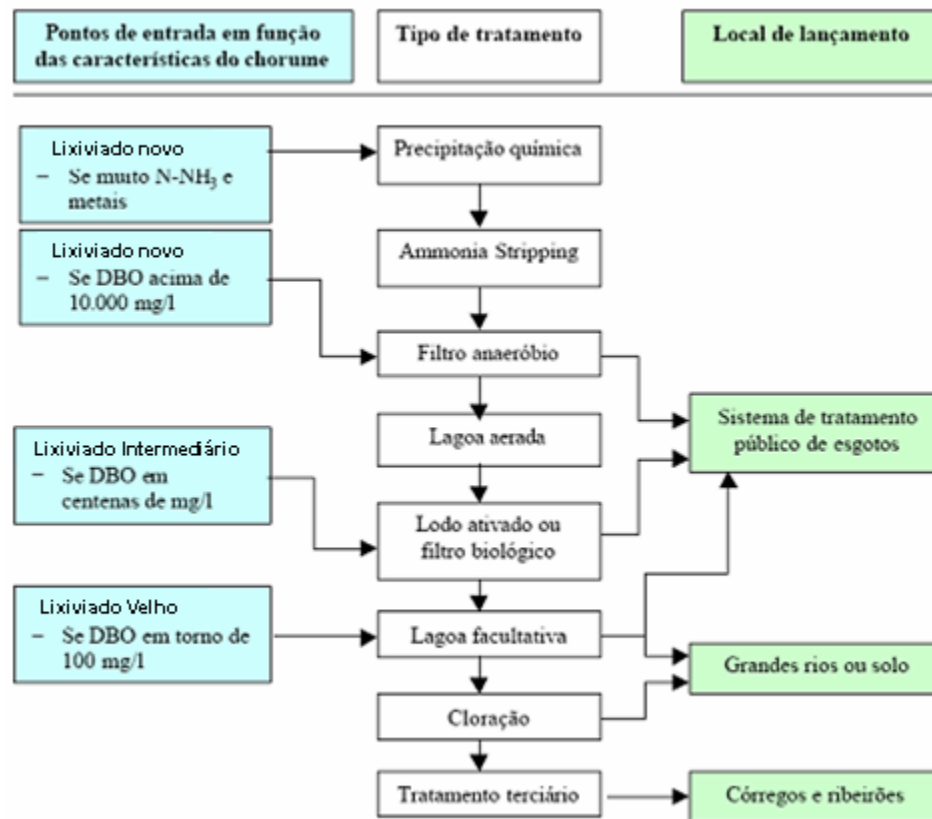 Pontos de entrada em função
das características do chorume
Tipo de tratamento
Local de lançamento
Lixiviado novo
– Se muito N-NH3 e
metais
Precipitação química
Lixiviado novo
– Se DBO acima de
10.000 mg/l
Ammonia Stripping
Filtro anaeróbio
Lagoa aerada
Sistema de tratamento
público de esgotos
Lixiviado Intermediário
– Se DBO em
centenas de mg/l
Lodo ativado ou
filtro biológico
Lixiviado Velho
– Se DBO em torno de
100 mg/l
Lagoa facultativa
Grandes rios ou solo
Cloração
Tratamento terciário
Córregos e ribeirões